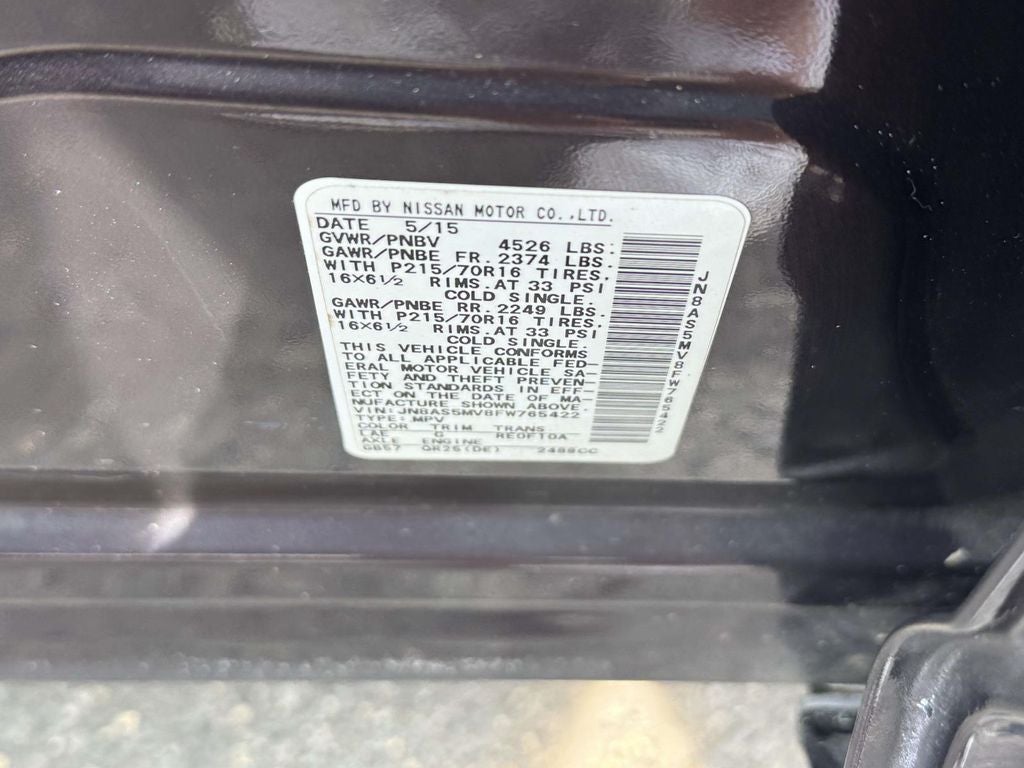 MFD BY NISSAN MOTOR CO.,LTD.
DATE 5/15
GVWR/PNBV 4526 LBS.
GAWR/PNBE FR. 2374 LBS.
WITH P215/70R16 TIRES.
16X6½ RIMS.AT 33 PSI
COLD SINGLE.
GAWR/PNBE RR. 2249 LBS.
WITH P215/70R16 TIRES.
16X6½ RIMS.AT 33 PSI
COLD SINGLE.
THIS VEHICLE CONFORMS
TO ALL APPLICABLE FED-
ERAL MOTOR VEHICLE SA-
FETY AND THEFT PREVEN-
TION STANDARDS IN EFF-
ECT ON THE DATE OF MA-
NUFACTURE SHOWN ABOVE.
VIN: JN8AS5MV8FW765422
TYPE: MPV
COLOR TRIM TRANS
LAE G RE0F10A
AXLE ENGINE
GB57 QR25(DE) 2488CC
JN8AS5MV8FW765422